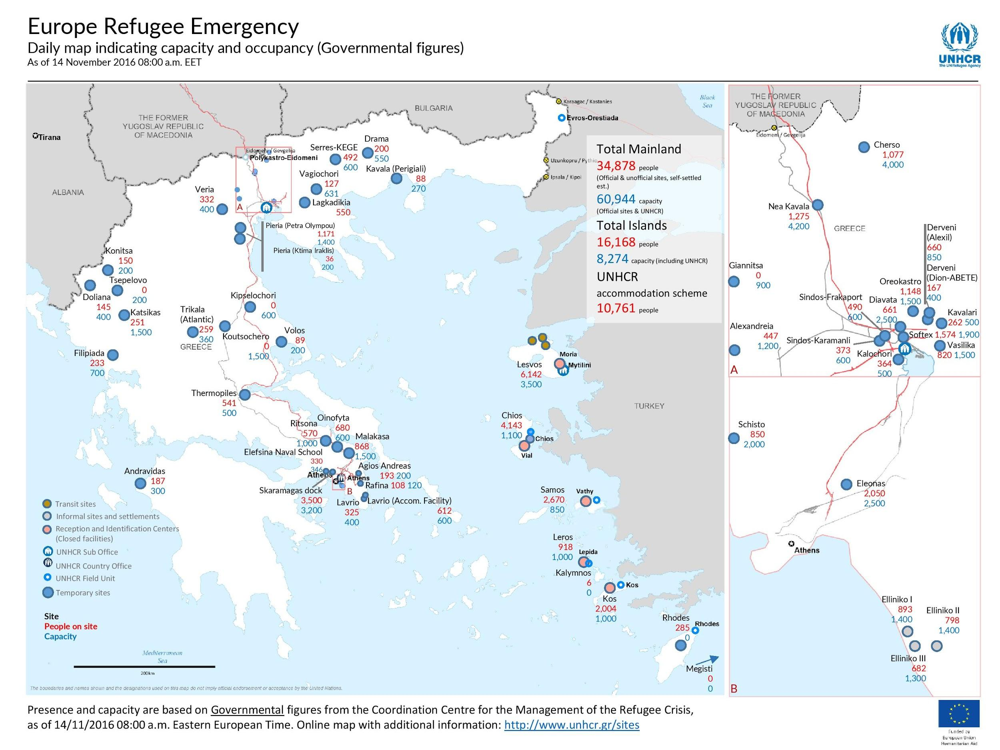 Europe Refugee Emergency
Daily map indicating capacity and occupancy (Governmental figures)
As of 14 November 2016 08:00 a.m. EET
UNHCR
The UN Refugee Agency
THE FORMER
YUGOSLAV REPUBLIC
OF MACEDONIA
BULGARIA
Black
Sea
Tirana
ALBANIA
Karaagac / Kastanies
Evros-Orestiada
Uzunkopru / Pythio
Ipsala / Kipoi
Eidomeni / Gevgelija
Polykastro-Eidomeni
Serres-KEGE
492
600
Drama
200
550
Kavala (Perigiali)
88
270
Vagiochori
127
631
Lagkadikia
550
Veria
332
400
A
Pieria (Petra Olympou)
1,171
1,400
Pieria (Ktima Iraklis)
36
200
Konitsa
150
200
Tsepelovo
0
200
Doliana
145
400
Katsikas
251
1,500
Trikala
(Atlantic)
259
360
GREECE
Kipselochori
0
600
Koutsochero
0
1,500
Volos
89
200
Filipiada
233
700
Thermopiles
541
500
Oinofyta
680
600
Ritsona
570
1,000
Malakasa
868
1,500
Elefsina Naval School
330
346
Athens
Athens
Agios Andreas
193 200
Rafina 108 120
B
Skaramagas dock
3,500
3,200
Lavrio
325
400
Lavrio (Accom. Facility)
612
600
Andravidas
187
300
Total Mainland
34,878 people
(Official & unofficial sites, self-settled
est.)
60,944 capacity
(Official sites & UNHCR)
Total Islands
16,168 people
8,274 capacity (including UNHCR)
UNHCR
accommodation scheme
10,761 people
Moria
Mytilini
Lesvos
6,142
3,500
TURKEY
Chios
4,143
1,100
Chios
Vial
Samos
2,670
850
Vathy
Leros
918
1,000
Lepida
Kalymnos
6
0
Kos
Kos
2,004
1,000
Rhodes
285
0
Rhodes
Megisti
0
0
Transit sites
Informal sites and settlements
Reception and Identification Centers
(Closed facilities)
UNHCR Sub Office
UNHCR Country Office
UNHCR Field Unit
Temporary sites
Site
People on site
Capacity
Mediterranean
Sea
200km
The boundaries and names shown and the designations used on this map do not imply official endorsement or acceptance by the United Nations.
THE FORMER
YUGOSLAV REPUBLIC
OF MACEDONIA
Eidomeni / Gevgelija
Cherso
1,077
4,000
Nea Kavala
1,275
4,200
GREECE
Derveni
(Alexil)
660
850
Derveni
(Dion-ABETE)
167
400
Giannitsa
0
900
Oreokastro
1,148
1,500
Sindos-Frakaport
490
600
Diavata
661
2,500
Kavalari
262 500
Alexandreia
447
1,200
Sindos-Karamanli
373
600
Softex 1,574 1,900
Vasilika
820 1,500
Kalochori
364
500
A
Schisto
850
2,000
Eleonas
2,050
2,500
Athens
Elliniko I
893
1,400
Elliniko II
798
1,400
Elliniko III
682
1,300
B
Presence and capacity are based on Governmental figures from the Coordination Centre for the Management of the Refugee Crisis,
as of 14/11/2016 08:00 a.m. Eastern European Time. Online map with additional information: http://www.unhcr.gr/sites
Funded by
European Union
Humanitarian Aid